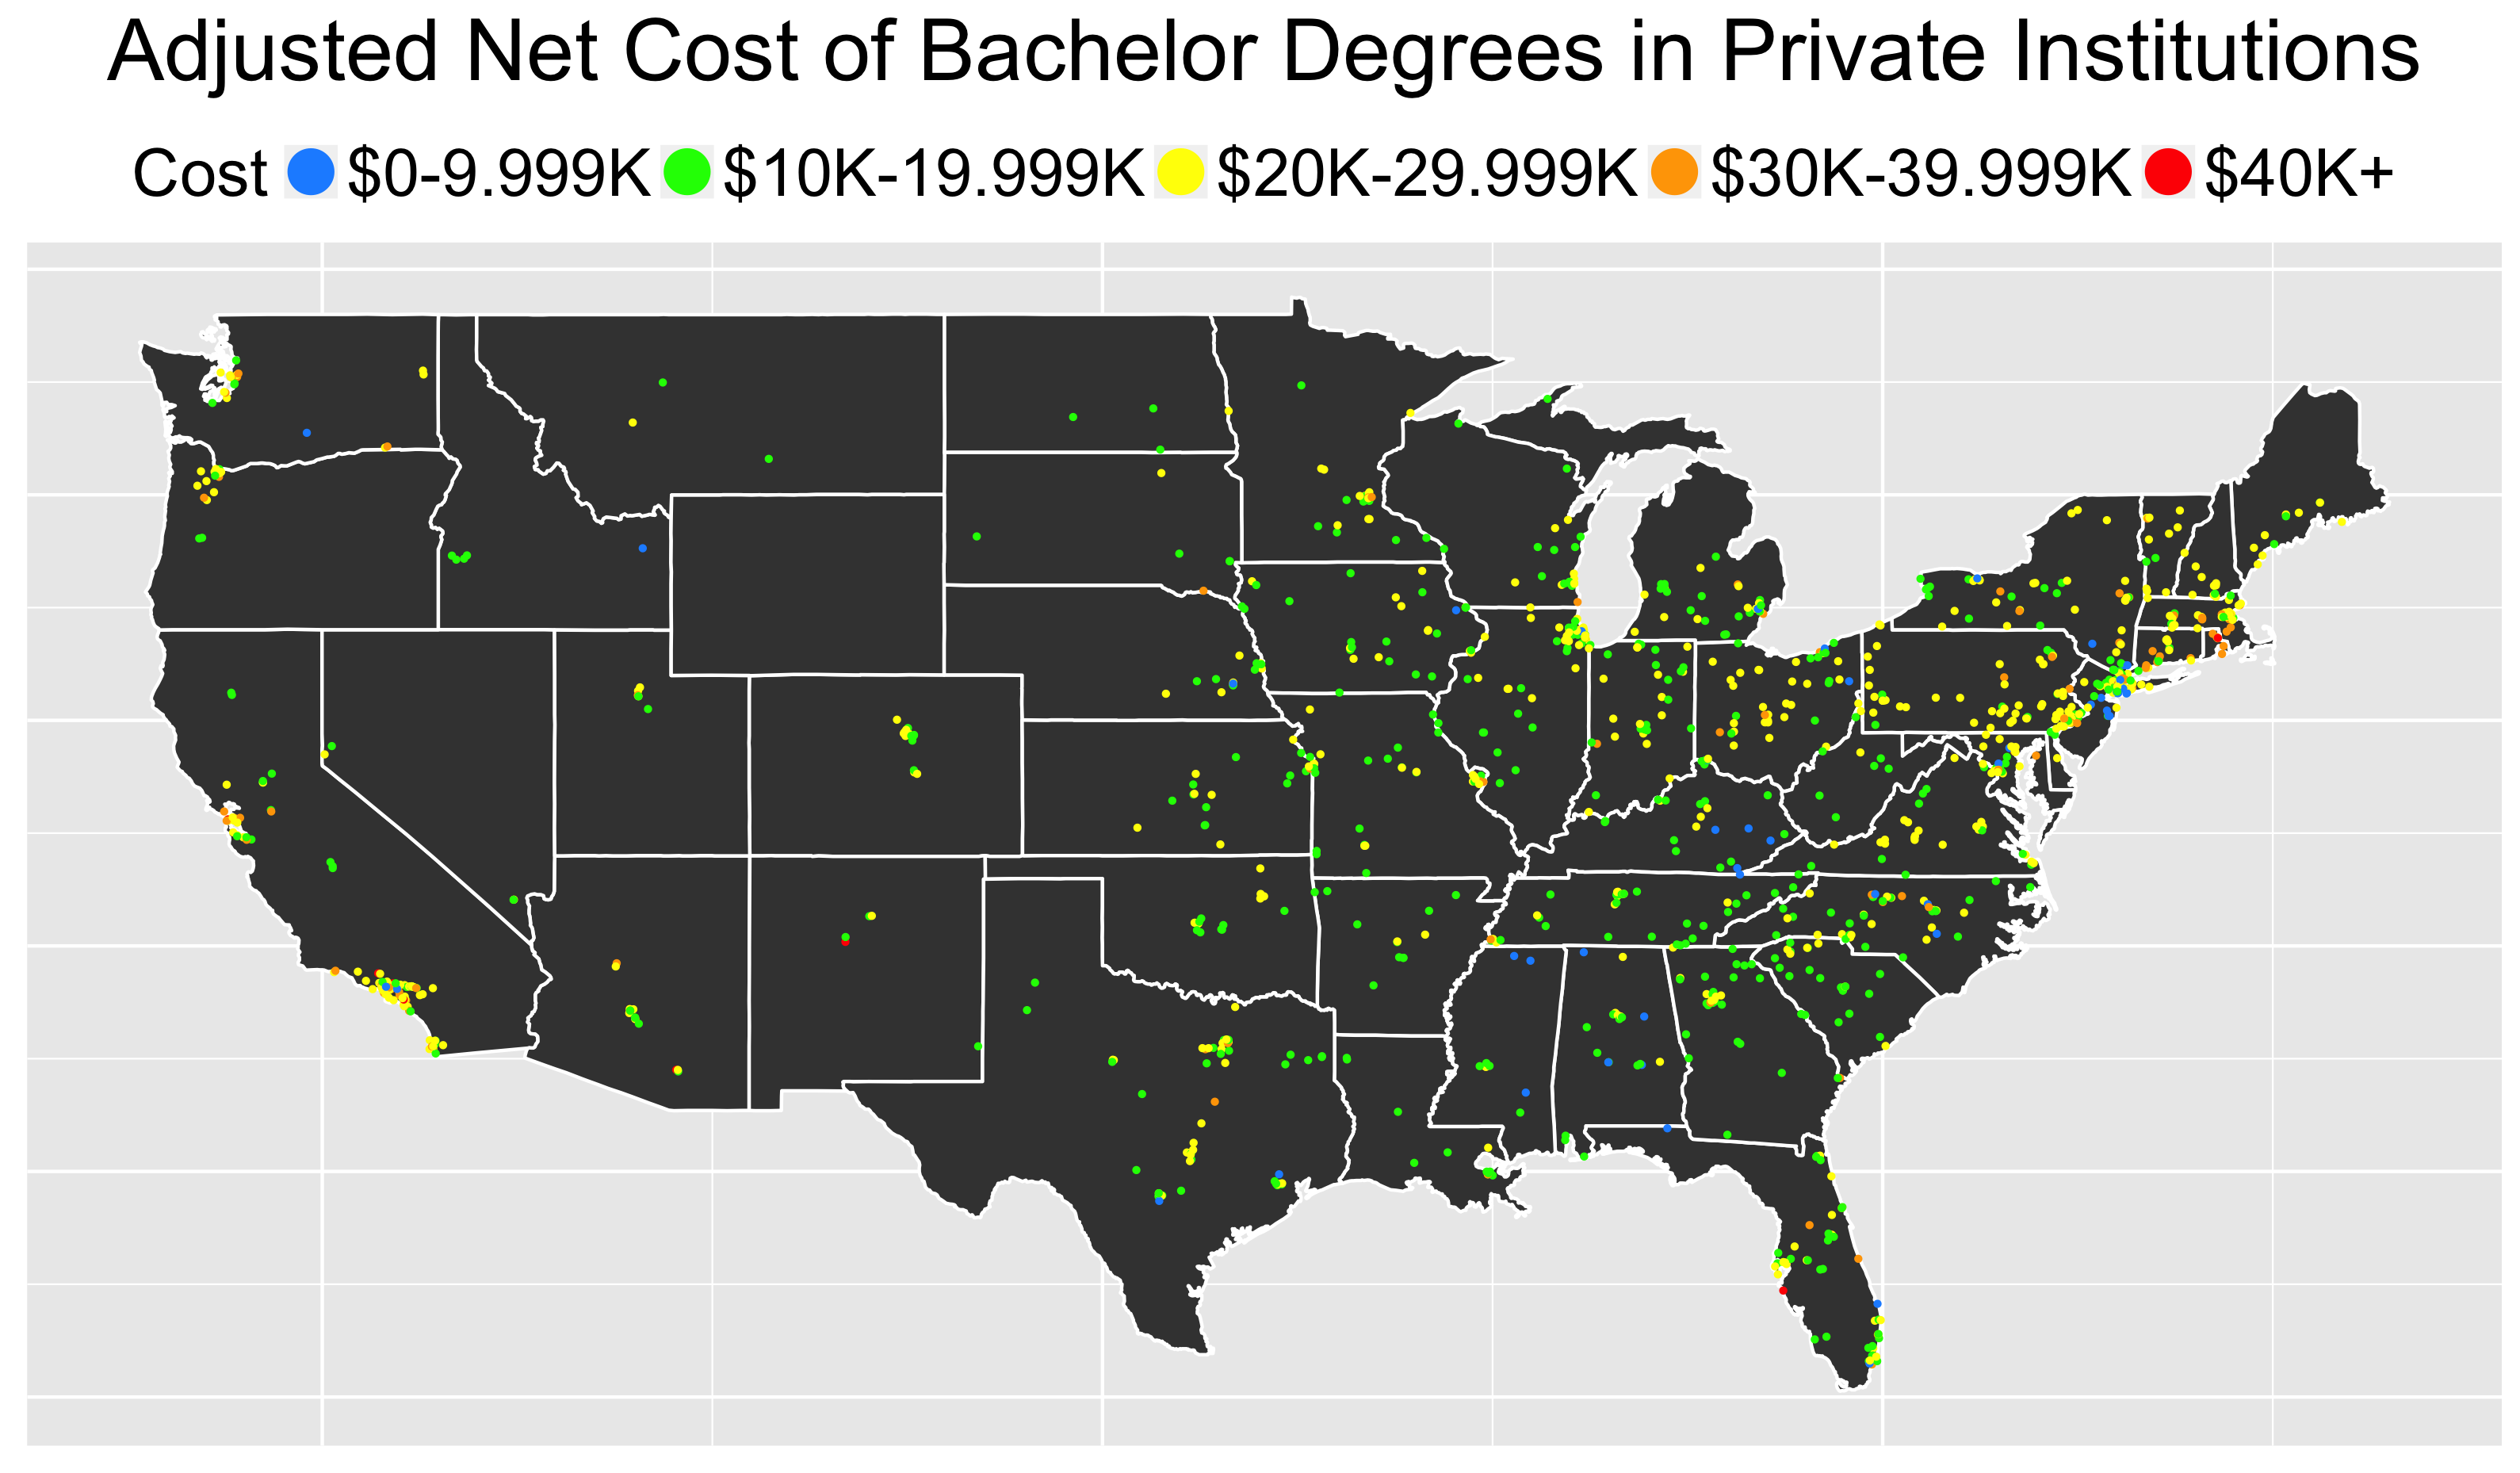 Adjusted Net Cost of Bachelor Degrees in Private Institutions
Cost $0-9.999K $10K-19.999K $20K-29.999K $30K-39.999K $40K+